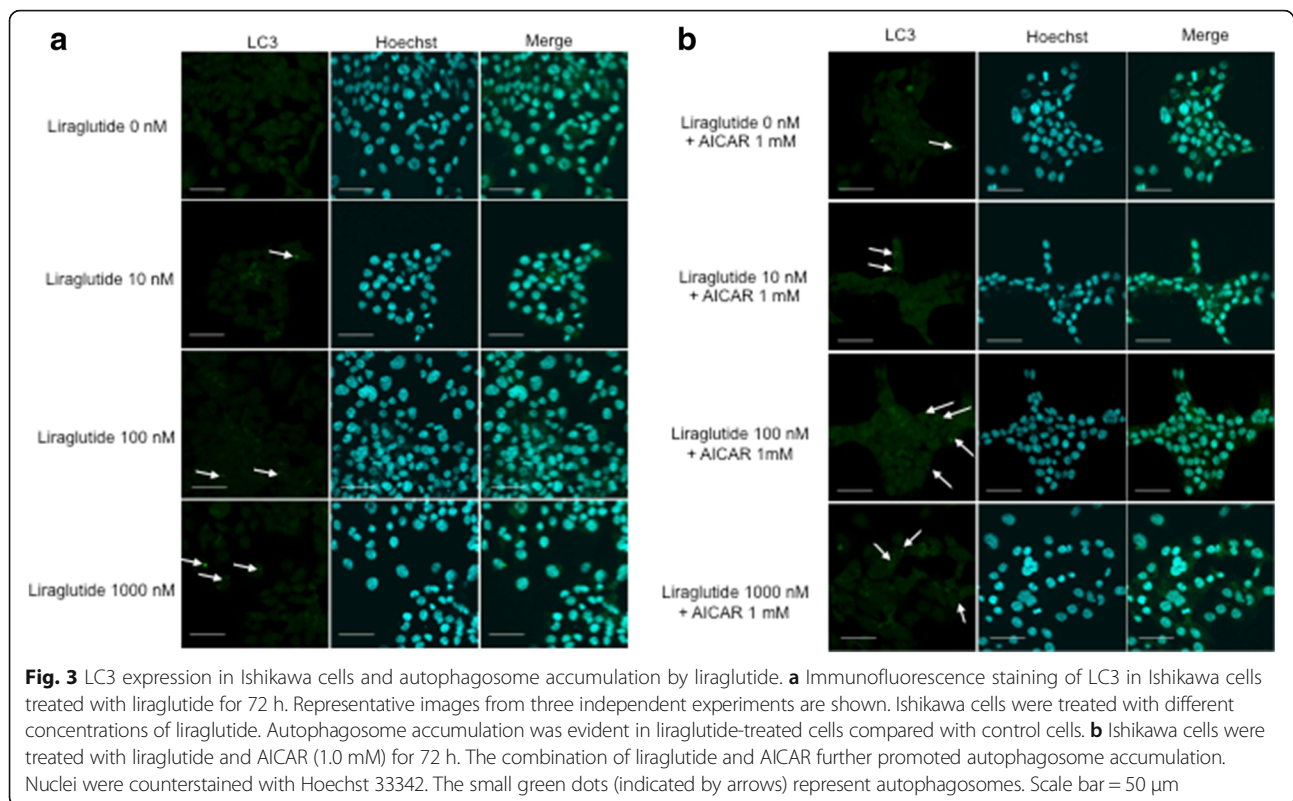 a
LC3 Hoechst Merge
Liraglutide 0 nM
Liraglutide 10 nM
Liraglutide 100 nM
Liraglutide 1000 nM
b
LC3 Hoechst Merge
Liraglutide 0 nM
+ AICAR 1 mM
Liraglutide 10 nM
+ AICAR 1 mM
Liraglutide 100 nM
+ AICAR 1mM
Liraglutide 1000 nM
+ AICAR 1 mM
Fig. 3 LC3 expression in Ishikawa cells and autophagosome accumulation by liraglutide. a Immunofluorescence staining of LC3 in Ishikawa cells
treated with liraglutide for 72 h. Representative images from three independent experiments are shown. Ishikawa cells were treated with different
concentrations of liraglutide. Autophagosome accumulation was evident in liraglutide-treated cells compared with control cells. b Ishikawa cells were
treated with liraglutide and AICAR (1.0 mM) for 72 h. The combination of liraglutide and AICAR further promoted autophagosome accumulation.
Nuclei were counterstained with Hoechst 33342. The small green dots (indicated by arrows) represent autophagosomes. Scale bar = 50 μm